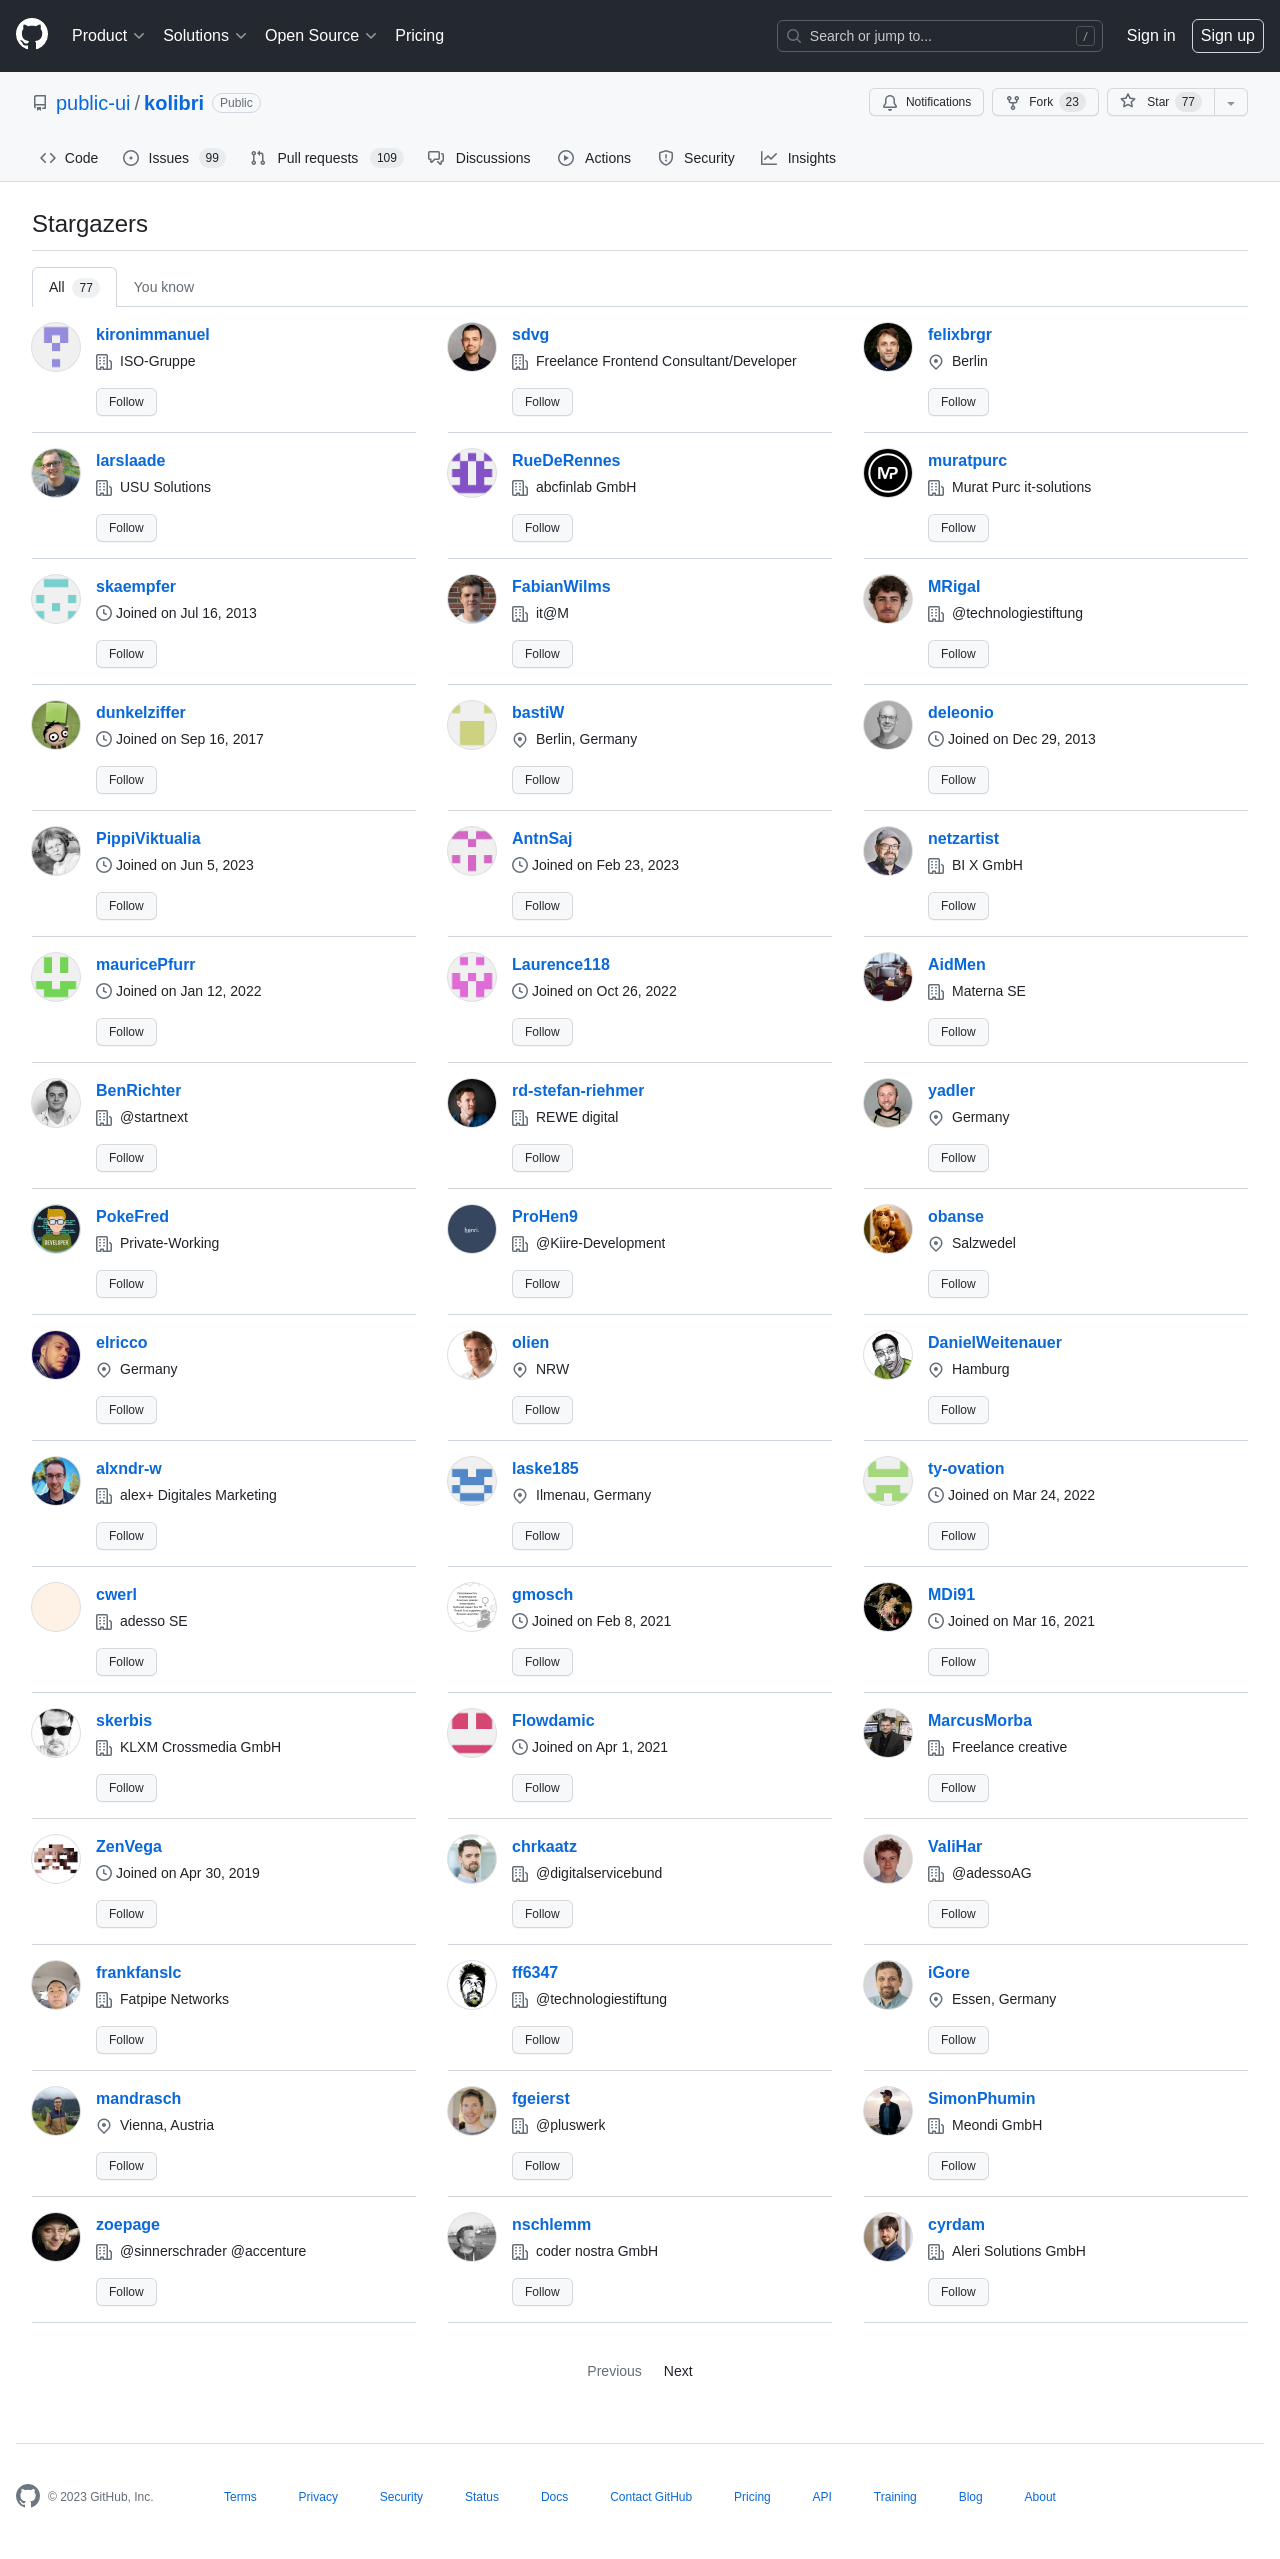 Product Solutions Open Source Pricing Search or jump to... / Sign in Sign up
public-ui / kolibri Public Notifications Fork 23 Star 77
Code Issues 99 Pull requests 109 Discussions Actions Security Insights
Stargazers
All 77 You know
kironimmanuel
ISO-Gruppe
Follow
sdvg
Freelance Frontend Consultant/Developer
Follow
felixbrgr
Berlin
Follow
larslaade
USU Solutions
Follow
RueDeRennes
abcfinlab GmbH
Follow
muratpurc
Murat Purc it-solutions
Follow
skaempfer
Joined on Jul 16, 2013
Follow
FabianWilms
it@M
Follow
MRigal
@technologiestiftung
Follow
dunkelziffer
Joined on Sep 16, 2017
Follow
bastiW
Berlin, Germany
Follow
deleonio
Joined on Dec 29, 2013
Follow
PippiViktualia
Joined on Jun 5, 2023
Follow
AntnSaj
Joined on Feb 23, 2023
Follow
netzartist
BI X GmbH
Follow
mauricePfurr
Joined on Jan 12, 2022
Follow
Laurence118
Joined on Oct 26, 2022
Follow
AidMen
Materna SE
Follow
BenRichter
@startnext
Follow
rd-stefan-riehmer
REWE digital
Follow
yadler
Germany
Follow
PokeFred
Private-Working
Follow
ProHen9
@Kiire-Development
Follow
obanse
Salzwedel
Follow
elricco
Germany
Follow
olien
NRW
Follow
DanielWeitenauer
Hamburg
Follow
alxndr-w
alex+ Digitales Marketing
Follow
laske185
Ilmenau, Germany
Follow
ty-ovation
Joined on Mar 24, 2022
Follow
cwerl
adesso SE
Follow
gmosch
Joined on Feb 8, 2021
Follow
MDi91
Joined on Mar 16, 2021
Follow
skerbis
KLXM Crossmedia GmbH
Follow
Flowdamic
Joined on Apr 1, 2021
Follow
MarcusMorba
Freelance creative
Follow
ZenVega
Joined on Apr 30, 2019
Follow
chrkaatz
@digitalservicebund
Follow
ValiHar
@adessoAG
Follow
frankfanslc
Fatpipe Networks
Follow
ff6347
@technologiestiftung
Follow
iGore
Essen, Germany
Follow
mandrasch
Vienna, Austria
Follow
fgeierst
@pluswerk
Follow
SimonPhumin
Meondi GmbH
Follow
zoepage
@sinnerschrader @accenture
Follow
nschlemm
coder nostra GmbH
Follow
cyrdam
Aleri Solutions GmbH
Follow
Previous Next
© 2023 GitHub, Inc. Terms Privacy Security Status Docs Contact GitHub Pricing API Training Blog About